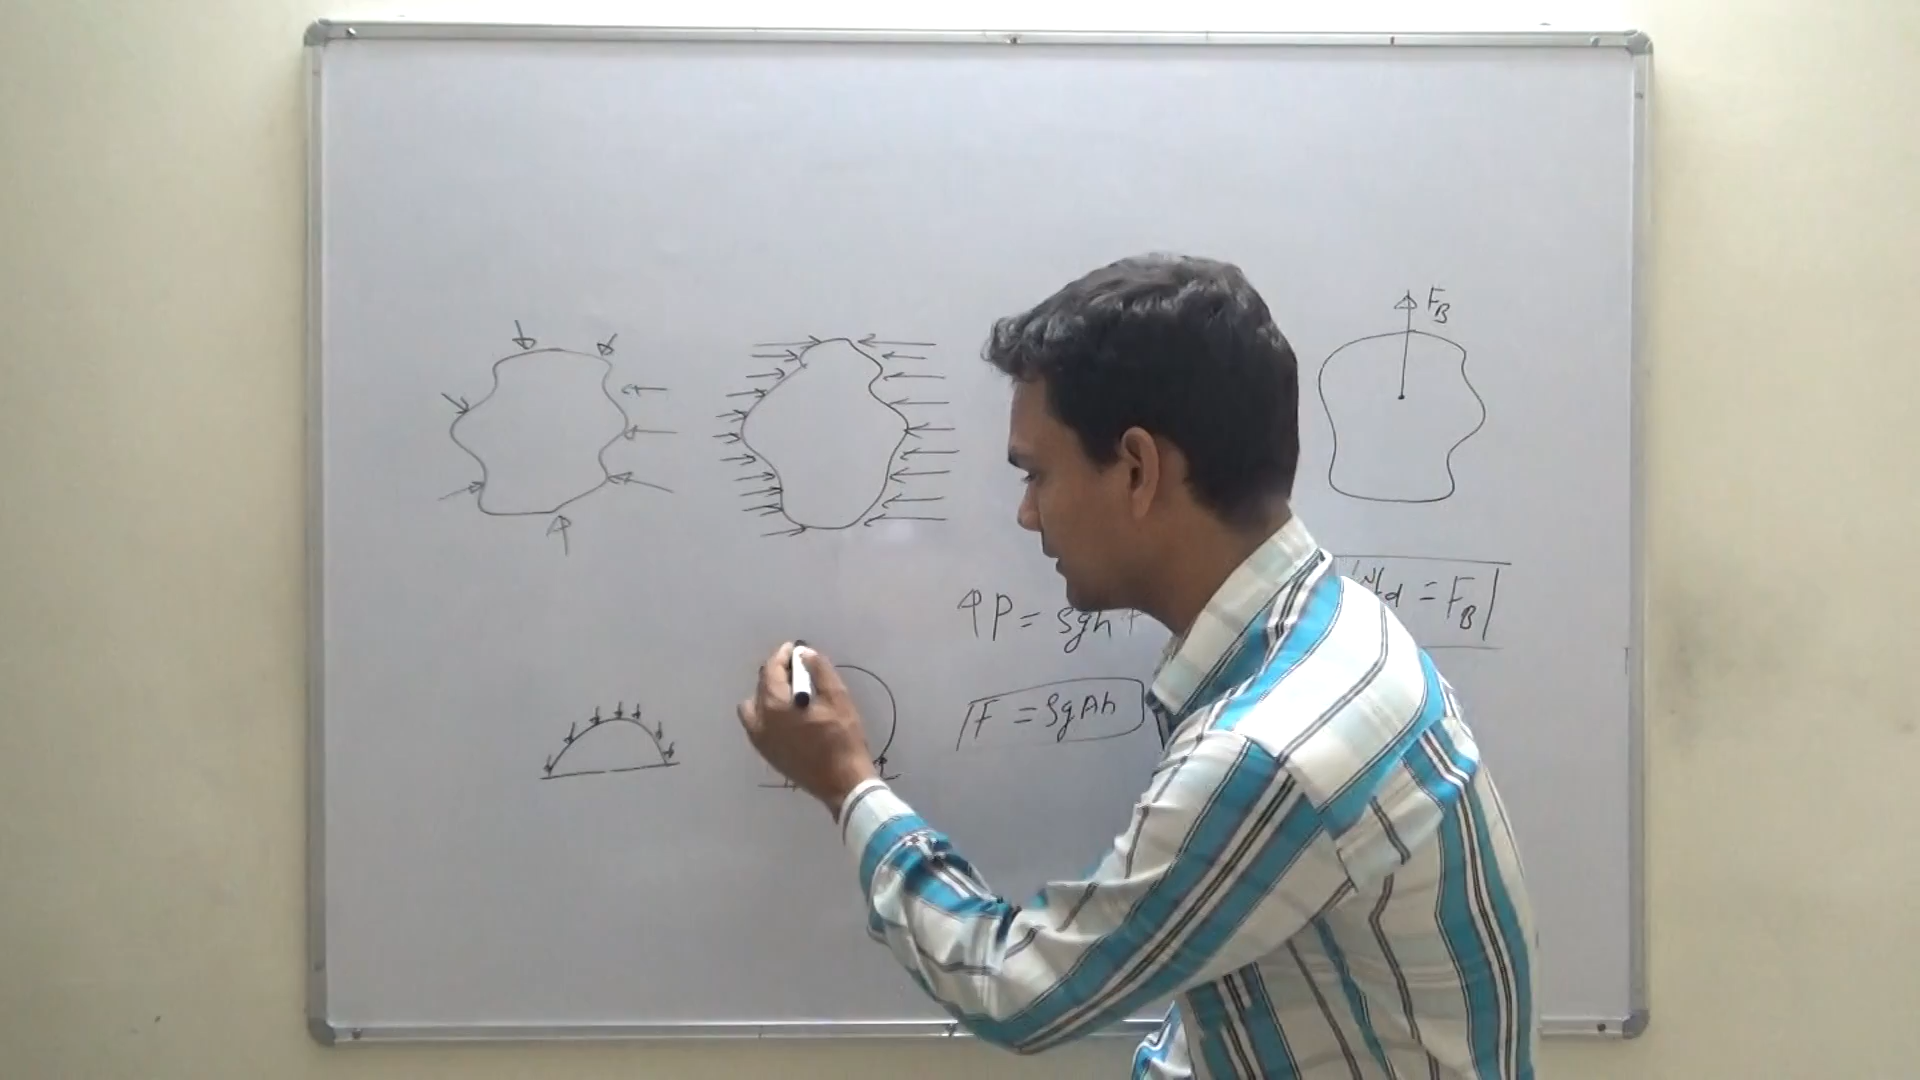 F_B
P = ρgh
= F_B
F = ρgAh